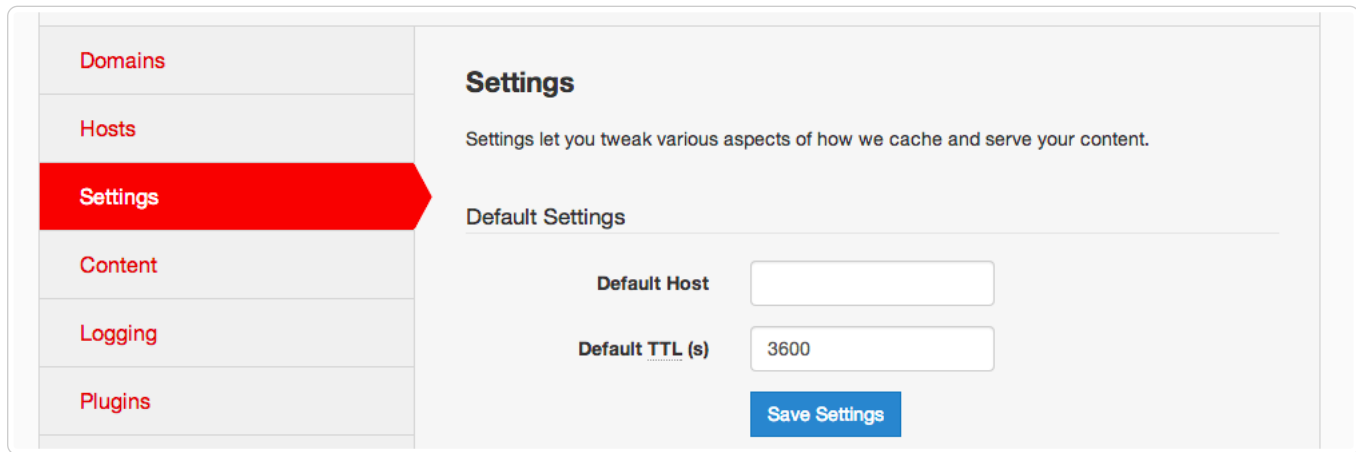 Domains
Hosts
Settings
Content
Logging
Plugins
Settings
Settings let you tweak various aspects of how we cache and serve your content.
Default Settings
Default Host
Default TTL (s) 3600
Save Settings